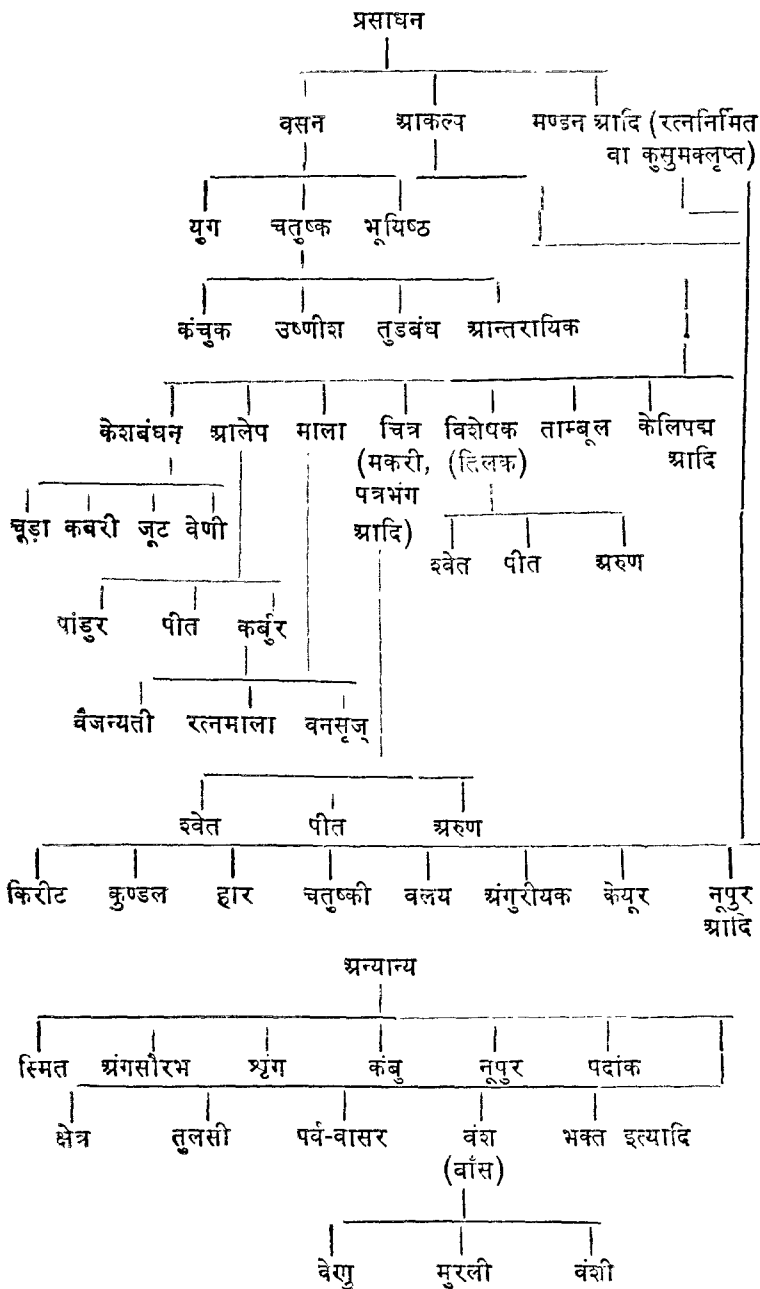 प्रसाधन
वसन आकल्प मण्डन आदि (रत्ननिर्मित
वा कुसुमक्लृप्त)
युग चतुष्क भूयिष्ठ
कंचुक उष्णीश तुडबंध आन्तरायिक
केशबंधन आलेप माला चित्र विशेषक ताम्बूल केलिपद्म
(मकरी, (तिलक) आदि
पत्रभंग
चूड़ा कबरी जूट वेणी आदि)
श्वेत पीत अरुण
पांडुर पीत कर्बुर
वैजन्यती रत्नमाला वनसृज्
श्वेत पीत अरुण
किरीट कुण्डल हार चतुष्की वलय अंगुरीयक केयूर नूपुर
आदि
अन्यान्य
स्मित अंगसौरभ शृंग कंबु नूपुर पदांक
क्षेत्र तुलसी पर्व-वासर वंश भक्त इत्यादि
(बाँस)
वेणु मुरली वंशी